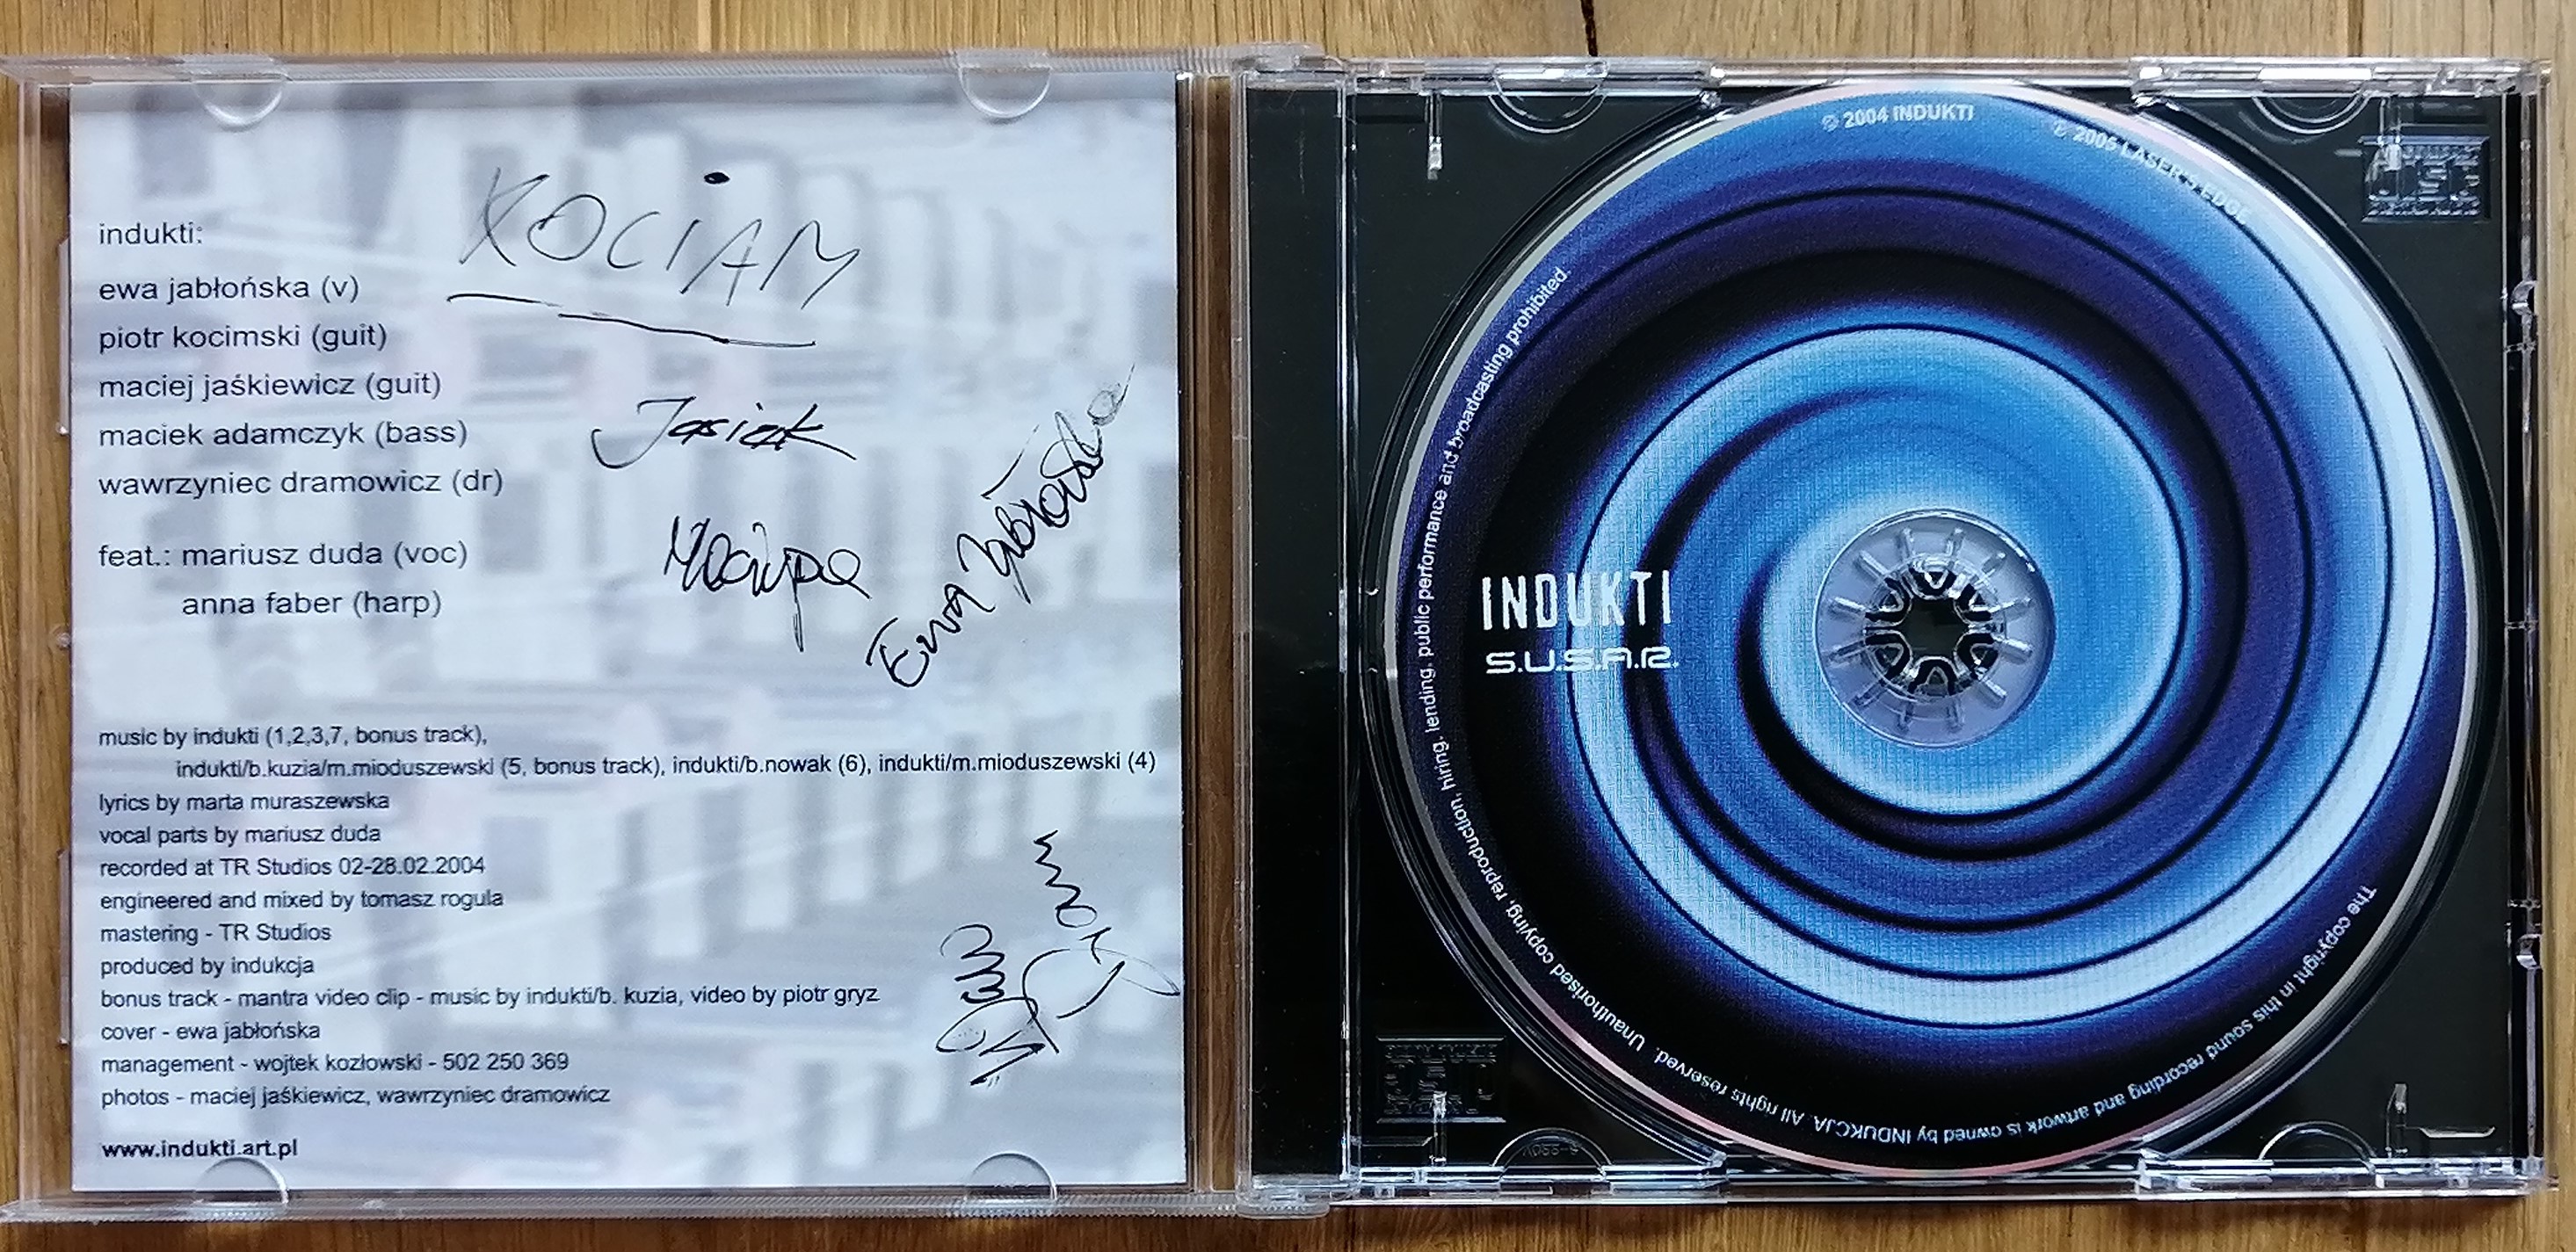 indukti:
ewa jabłońska (v)
piotr kocimski (guit)
maciej jaśkiewicz (guit)
maciek adamczyk (bass)
wawrzyniec dramowicz (dr)
feat.: mariusz duda (voc)
anna faber (harp)
KOCIAM
Jasiek
Ewa Jabłońska
music by indukti (1,2,3,7, bonus track),
indukti/b.kuzia/m.mioduszewski (5, bonus track), indukti/b.nowak (6), indukti/m.mioduszewski (4)
lyrics by marta muraszewska
vocal parts by mariusz duda
recorded at TR Studios 02-28.02.2004
engineered and mixed by tomasz rogula
mastering - TR Studios
produced by indukcja
bonus track - mantra video clip - music by indukti/b. kuzia, video by piotr gryz
cover - ewa jabłońska
management - wojtek kozłowski - 502 250 369
photos - maciej jaśkiewicz, wawrzyniec dramowicz
www.indukti.art.pl
© 2004 INDUKTI
℗ 2005 LASER'S EDGE
INDUKTI
S.U.S.A.R.
The copyright in this sound recording and artwork is owned by INDUKCJA. All rights reserved. Unauthorised copying, reproduction, hiring, lending, public performance and broadcasting prohibited.